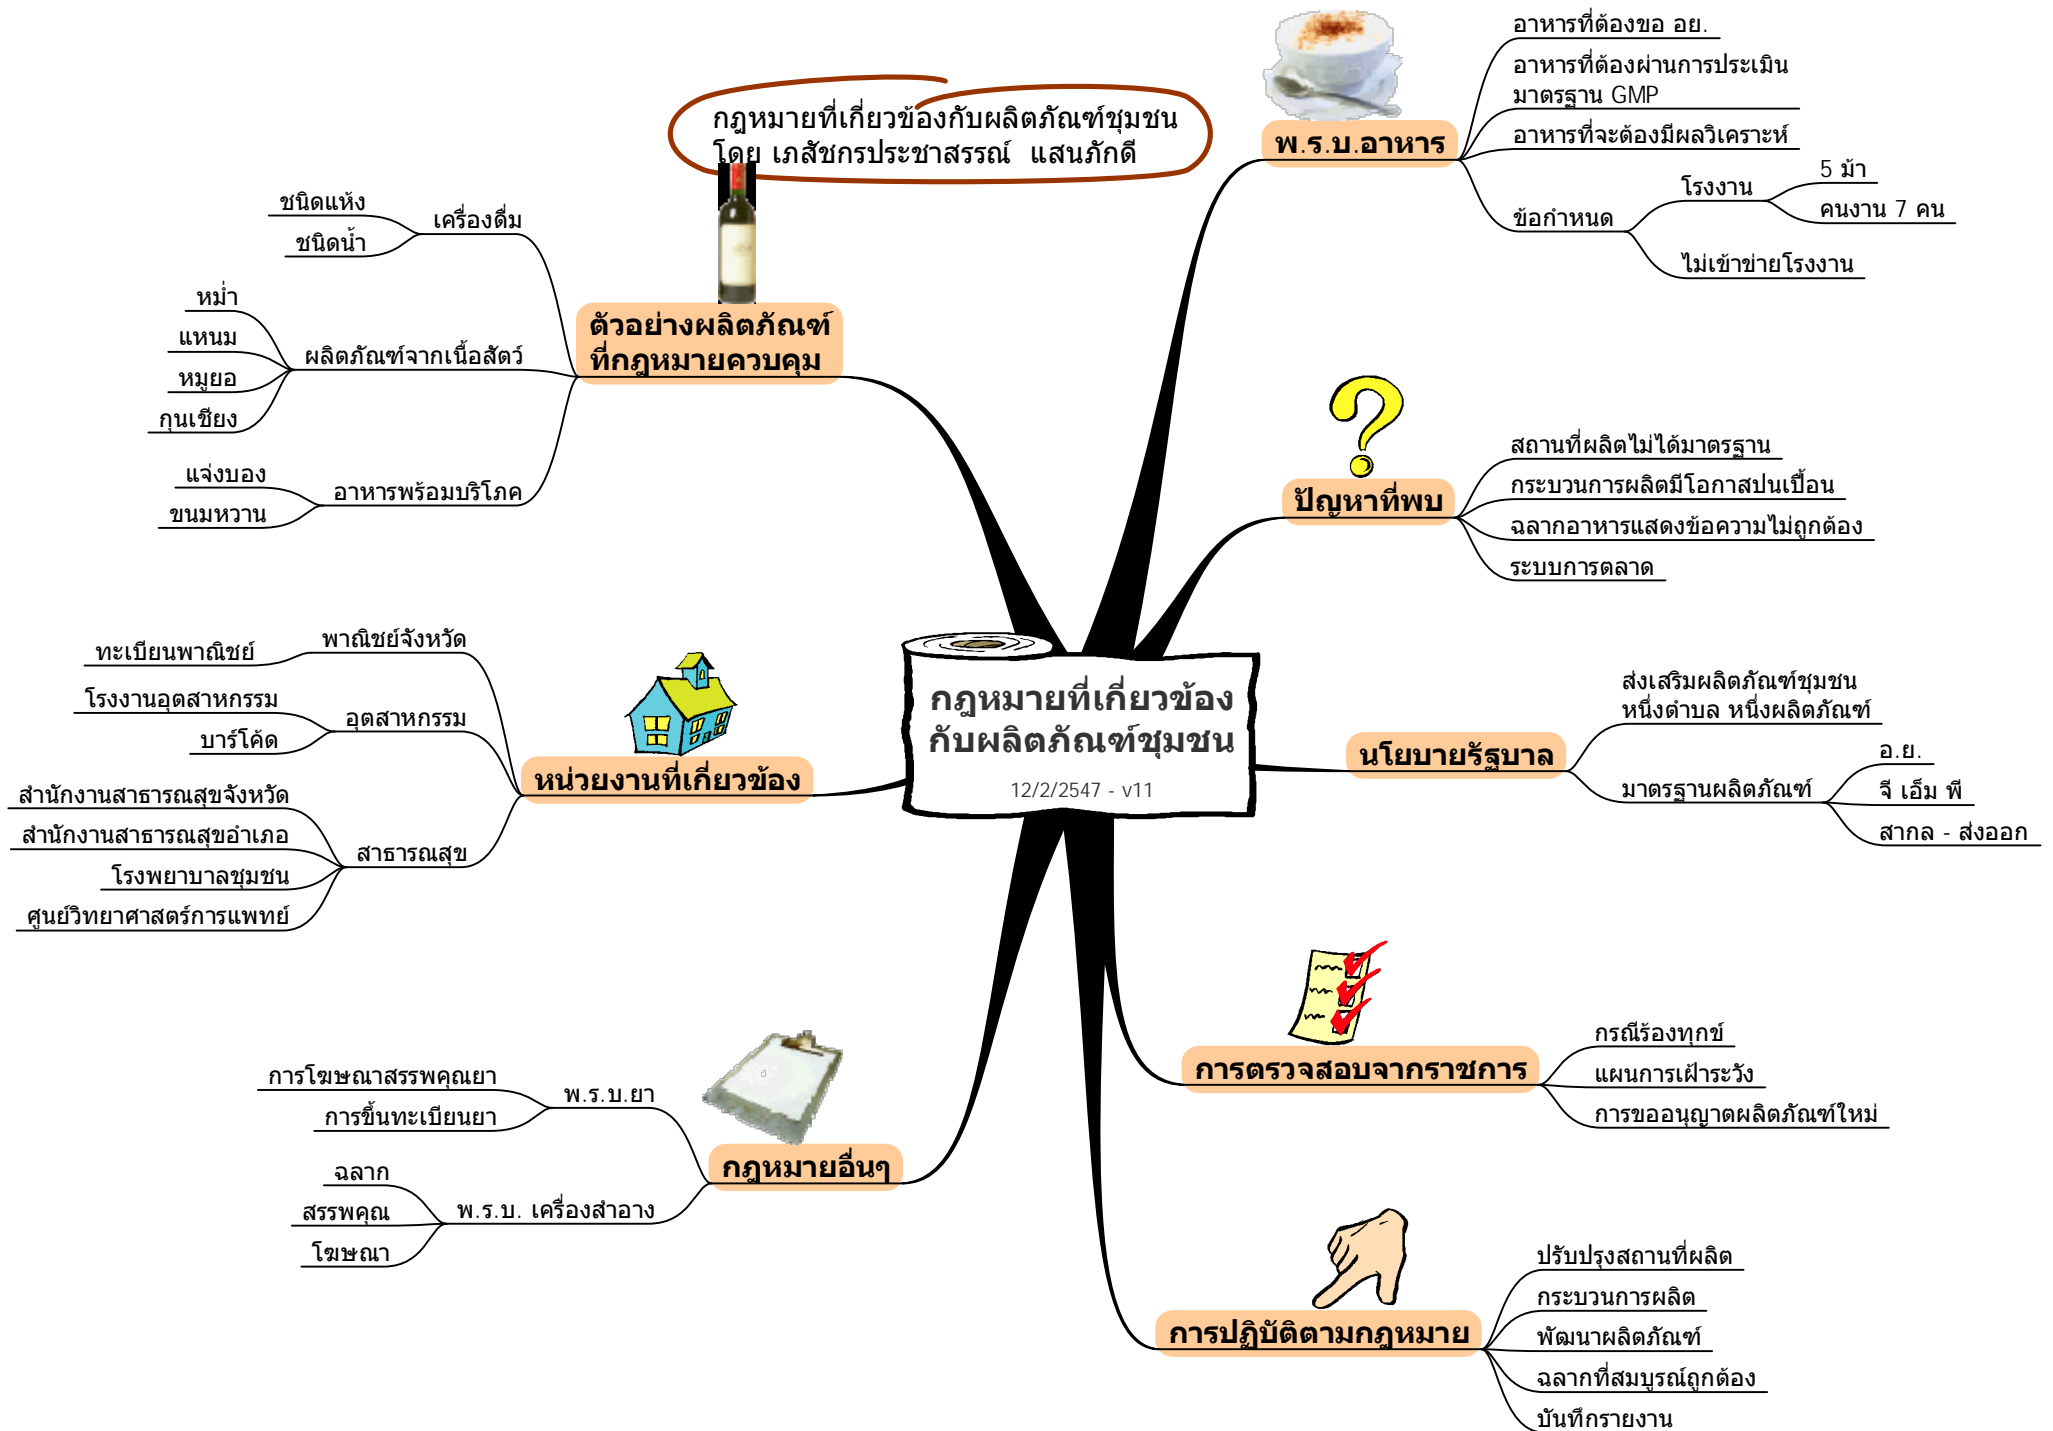 กฎหมายที่เกี่ยวข้องกับผลิตภัณฑ์ชุมชน
โดย เภสัชกรประชาสรรณ์ แสนภักดี
กฎหมายที่เกี่ยวข้อง
กับผลิตภัณฑ์ชุมชน
12/2/2547 - v11
พ.ร.บ.อาหาร
อาหารที่ต้องขอ อย.
อาหารที่ต้องผ่านการประเมิน
มาตรฐาน GMP
อาหารที่จะต้องมีผลวิเคราะห์
ข้อกำหนด
โรงงาน
5 ม้า
คนงาน 7 คน
ไม่เข้าข่ายโรงงาน
ปัญหาที่พบ
สถานที่ผลิตไม่ได้มาตรฐาน
กระบวนการผลิตมีโอกาสปนเปื้อน
ฉลากอาหารแสดงข้อความไม่ถูกต้อง
ระบบการตลาด
นโยบายรัฐบาล
ส่งเสริมผลิตภัณฑ์ชุมชน
หนึ่งตำบล หนึ่งผลิตภัณฑ์
มาตรฐานผลิตภัณฑ์
อ.ย.
จี เอ็ม พี
สากล - ส่งออก
การตรวจสอบจากราชการ
กรณีร้องทุกข์
แผนการเฝ้าระวัง
การขออนุญาตผลิตภัณฑ์ใหม่
การปฏิบัติตามกฎหมาย
ปรับปรุงสถานที่ผลิต
กระบวนการผลิต
พัฒนาผลิตภัณฑ์
ฉลากที่สมบูรณ์ถูกต้อง
บันทึกรายงาน
กฎหมายอื่นๆ
พ.ร.บ.ยา
การโฆษณาสรรพคุณยา
การขึ้นทะเบียนยา
พ.ร.บ. เครื่องสำอาง
ฉลาก
สรรพคุณ
โฆษณา
หน่วยงานที่เกี่ยวข้อง
พาณิชย์จังหวัด
ทะเบียนพาณิชย์
อุตสาหกรรม
โรงงานอุตสาหกรรม
บาร์โค้ด
สาธารณสุข
สำนักงานสาธารณสุขจังหวัด
สำนักงานสาธารณสุขอำเภอ
โรงพยาบาลชุมชน
ศูนย์วิทยาศาสตร์การแพทย์
ตัวอย่างผลิตภัณฑ์
ที่กฎหมายควบคุม
เครื่องดื่ม
ชนิดแห้ง
ชนิดน้ำ
ผลิตภัณฑ์จากเนื้อสัตว์
หม่ำ
แหนม
หมูยอ
กุนเชียง
อาหารพร้อมบริโภค
แจ่งบอง
ขนมหวาน